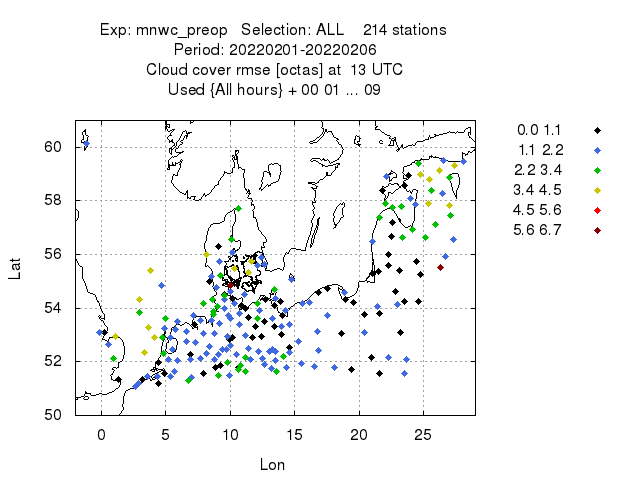 Exp: mnwc_preop   Selection: ALL    214 stations
Period: 20220201-20220206
Cloud cover rmse [octas] at  13 UTC
Used {All hours} + 00 01 ... 09
0.0 1.1
1.1 2.2
2.2 3.4
3.4 4.5
4.5 5.6
5.6 6.7
60
58
56
54
52
50
Lat
0 5 10 15 20 25
Lon